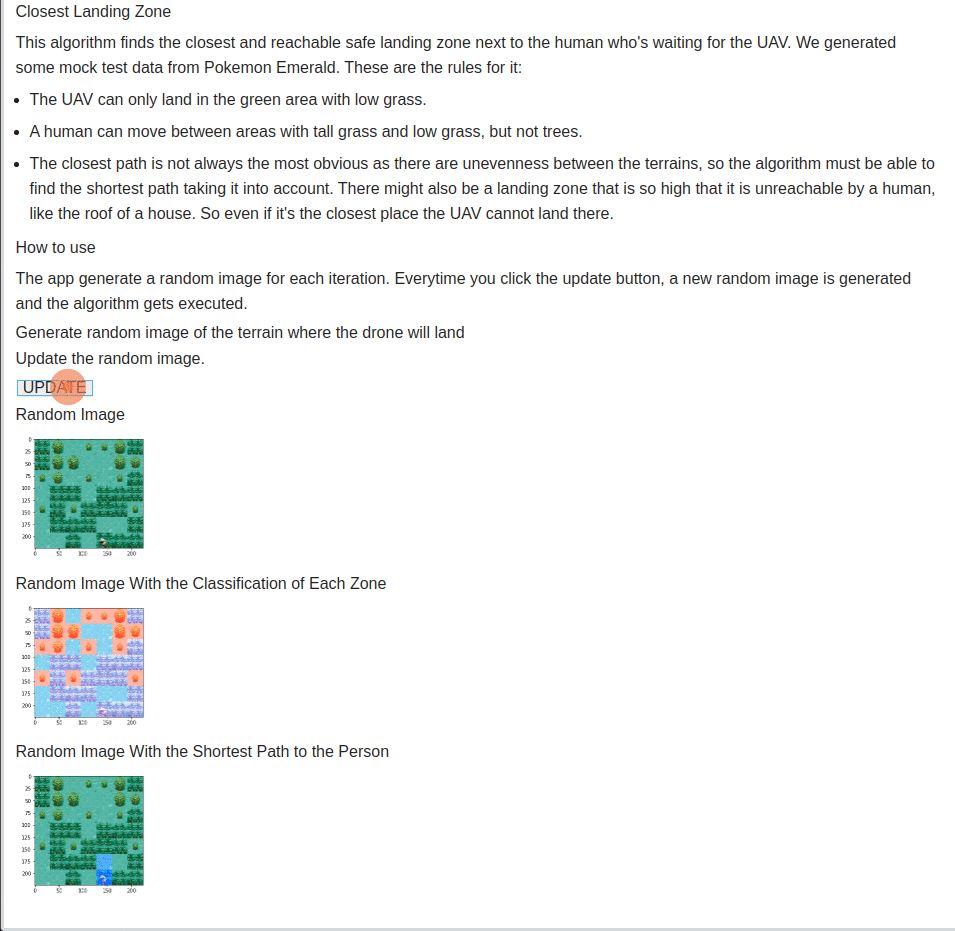 Closest Landing Zone
This algorithm finds the closest and reachable safe landing zone next to the human who's waiting for the UAV. We generated
some mock test data from Pokemon Emerald. These are the rules for it:
The UAV can only land in the green area with low grass.
A human can move between areas with tall grass and low grass, but not trees.
The closest path is not always the most obvious as there are unevenness between the terrains, so the algorithm must be able to
find the shortest path taking it into account. There might also be a landing zone that is so high that it is unreachable by a human,
like the roof of a house. So even if it's the closest place the UAV cannot land there.
How to use
The app generate a random image for each iteration. Everytime you click the update button, a new random image is generated
and the algorithm gets executed.
Generate random image of the terrain where the drone will land
Update the random image.
UPDATE
Random Image
0
25
50
75
100
125
150
175
200
0 50 100 150 200
Random Image With the Classification of Each Zone
0
25
50
75
100
125
150
175
200
0 50 100 150 200
Random Image With the Shortest Path to the Person
0
25
50
75
100
125
150
175
200
0 50 100 150 200